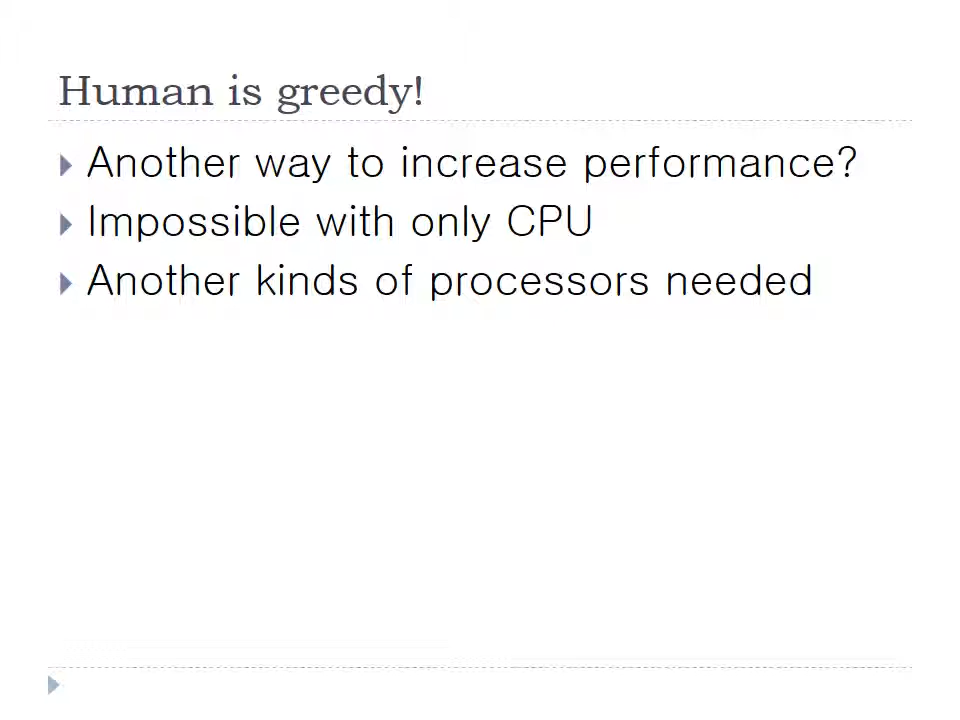 Human is greedy!
Another way to increase performance?
Impossible with only CPU
Another kinds of processors needed